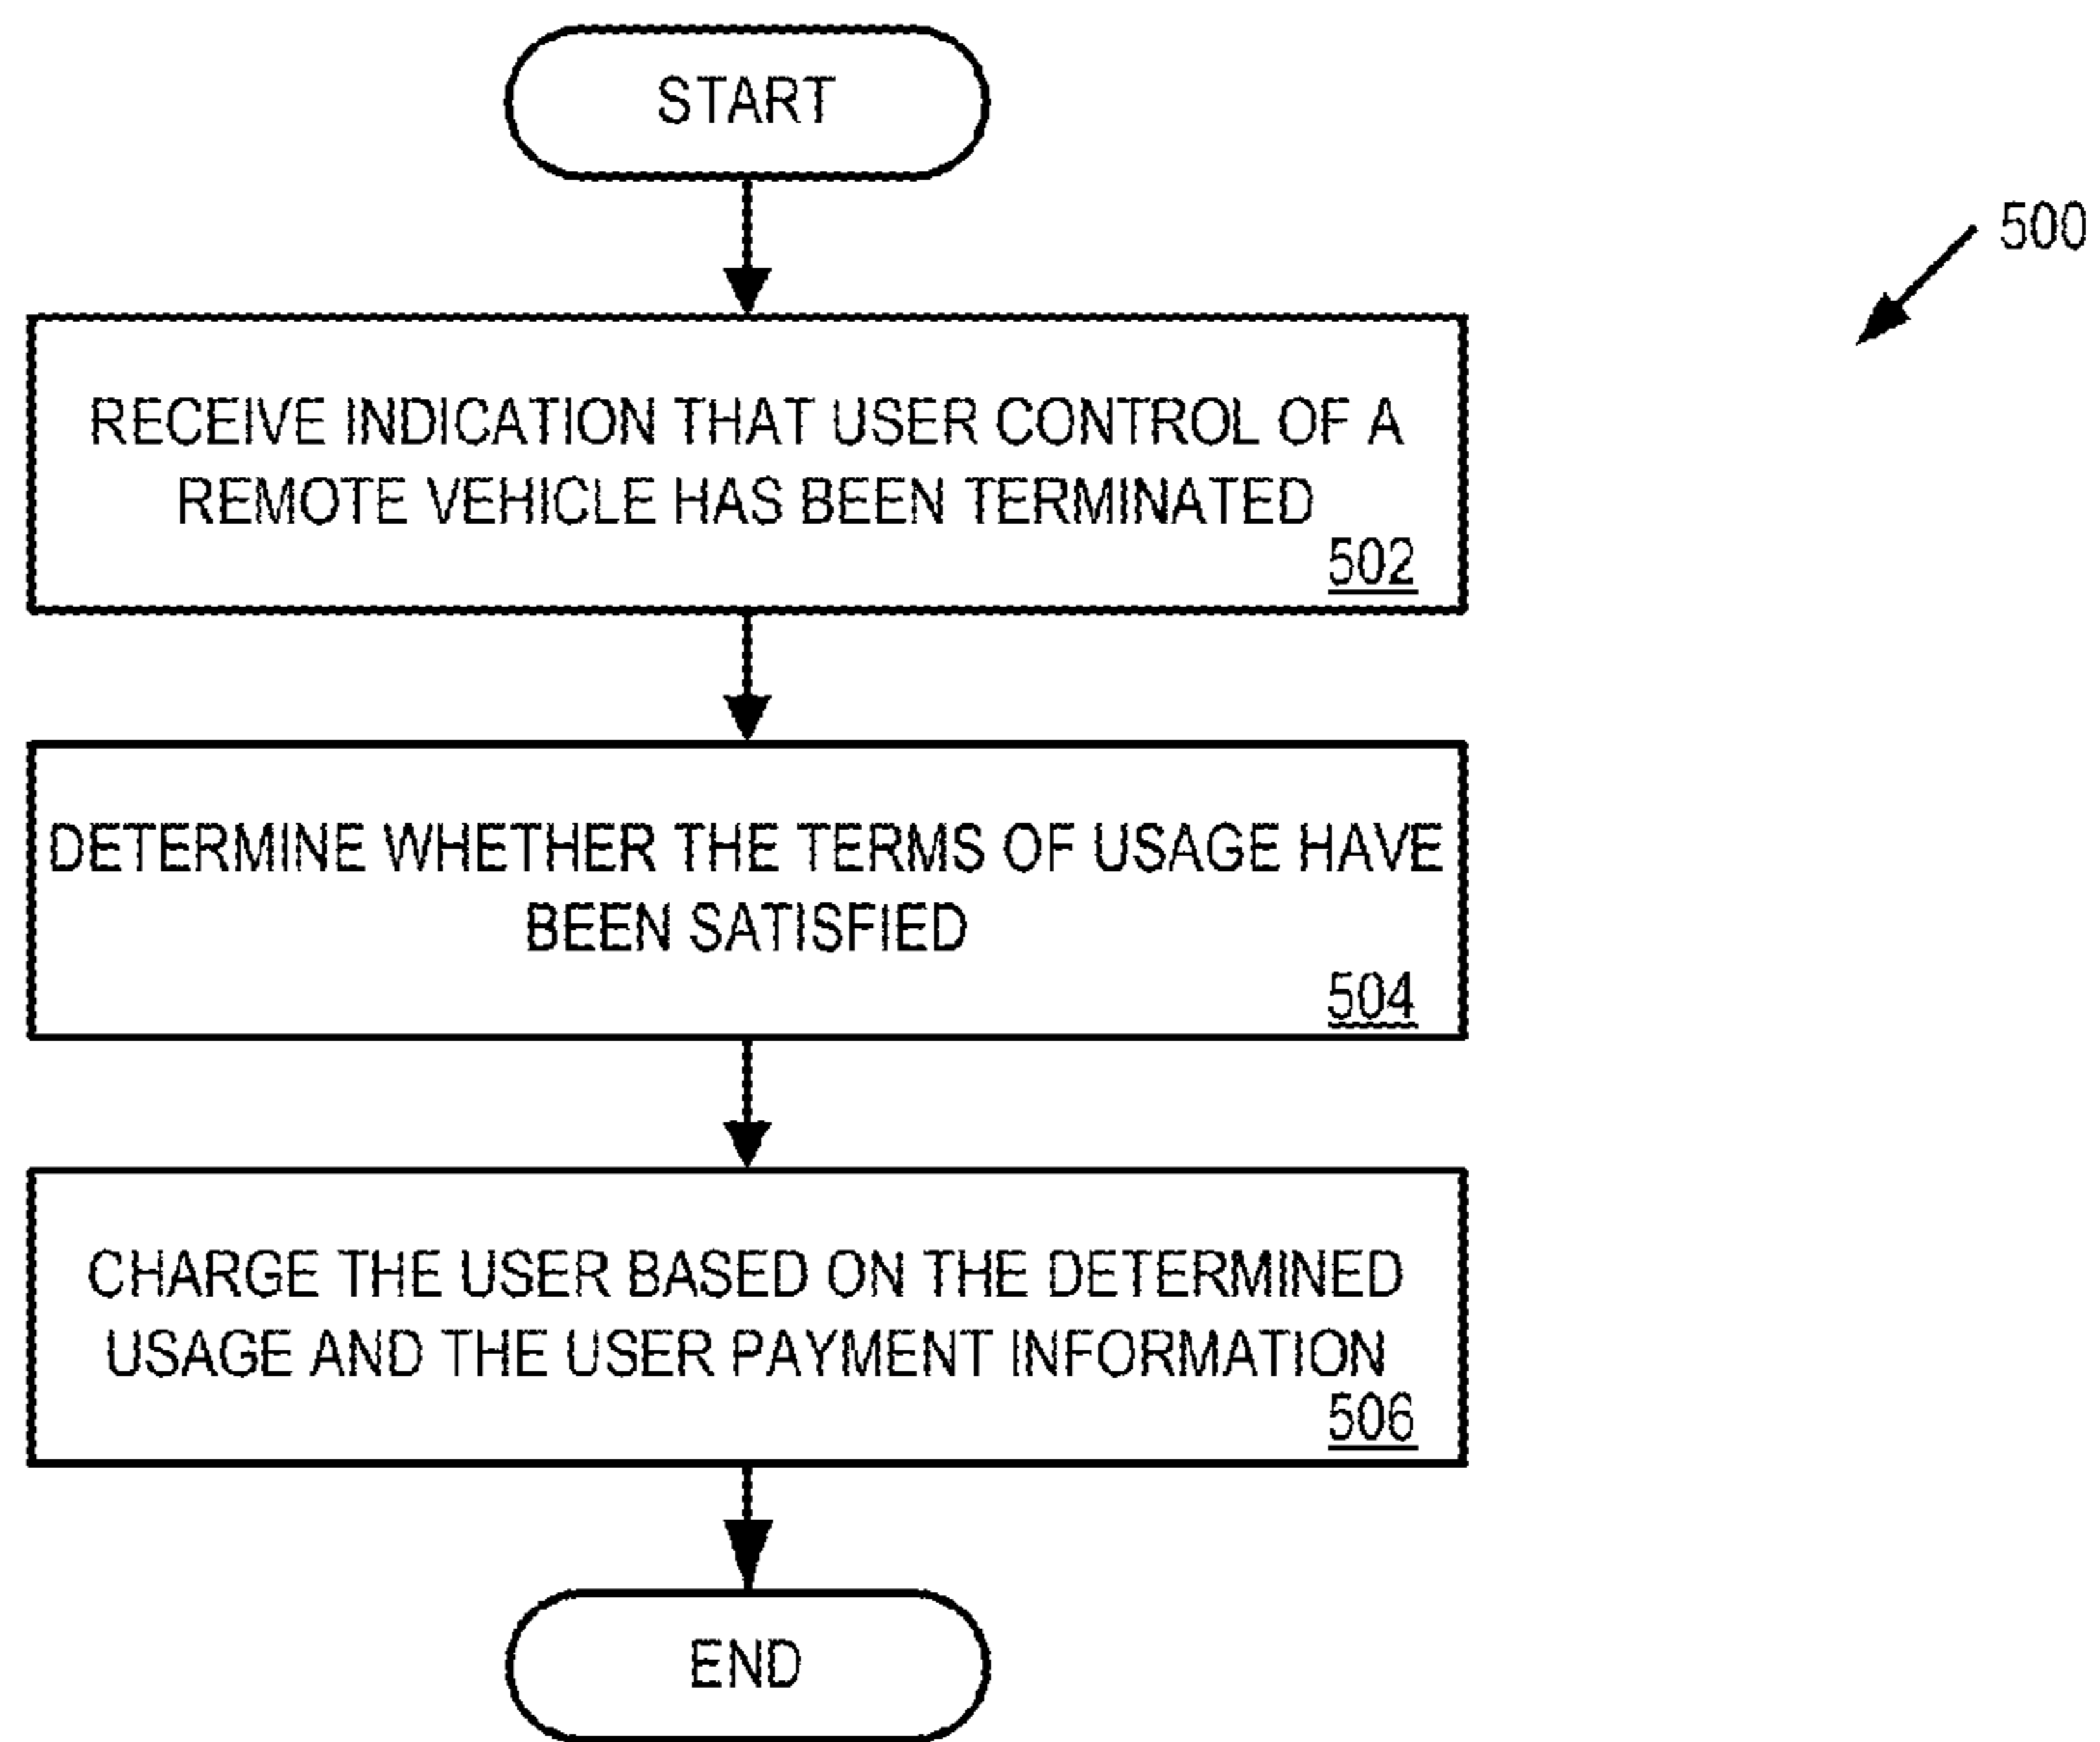 START
500
RECEIVE INDICATION THAT USER CONTROL OF A
REMOTE VEHICLE HAS BEEN TERMINATED
502
DETERMINE WHETHER THE TERMS OF USAGE HAVE
BEEN SATISFIED
504
CHARGE THE USER BASED ON THE DETERMINED
USAGE AND THE USER PAYMENT INFORMATION
506
END